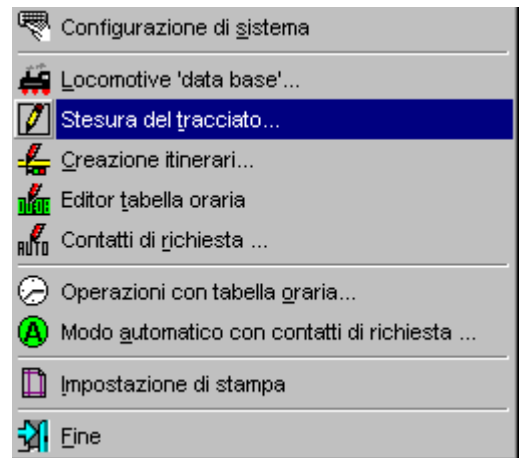 Configurazione di sistema
Locomotive 'data base'...
Stesura del tracciato...
Creazione itinerari...
Editor tabella oraria
AUTO
Contatti di richiesta ...
Operazioni con tabella oraria...
A
Modo automatico con contatti di richiesta ...
Impostazione di stampa
Fine